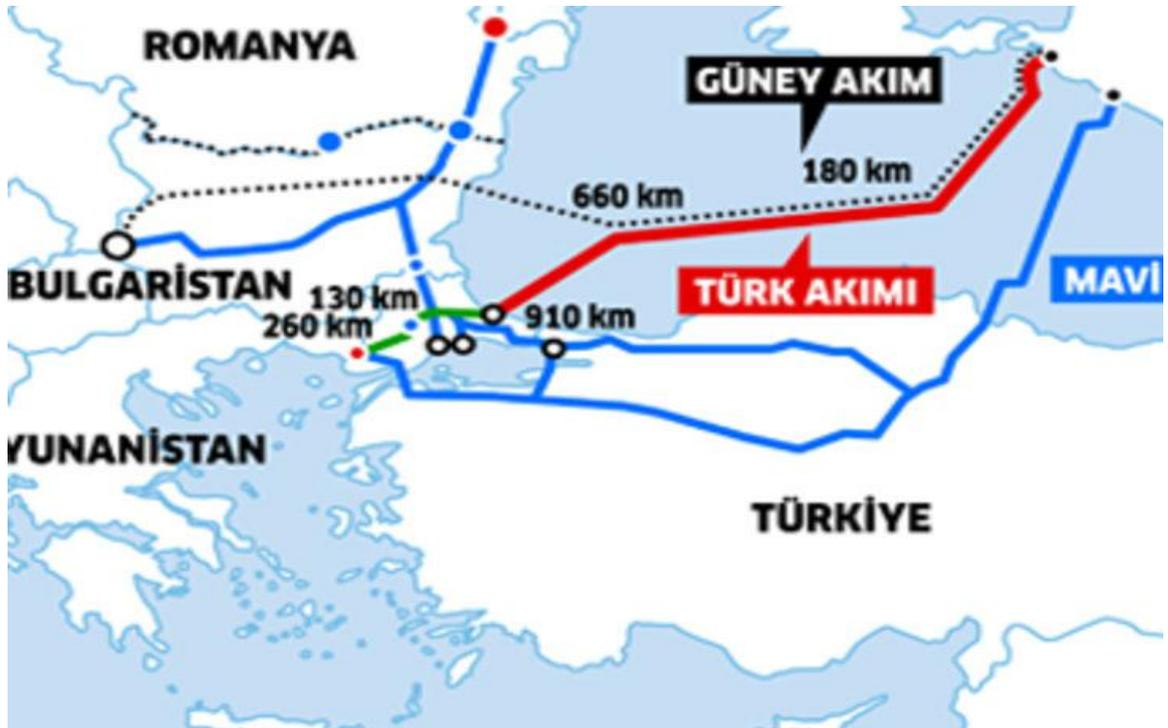 ROMANYA
GÜNEY AKIM
180 km
660 km
MAVİ
BULGARİSTAN
TÜRK AKIMI
130 km
910 km
260 km
YUNANİSTAN
TÜRKİYE